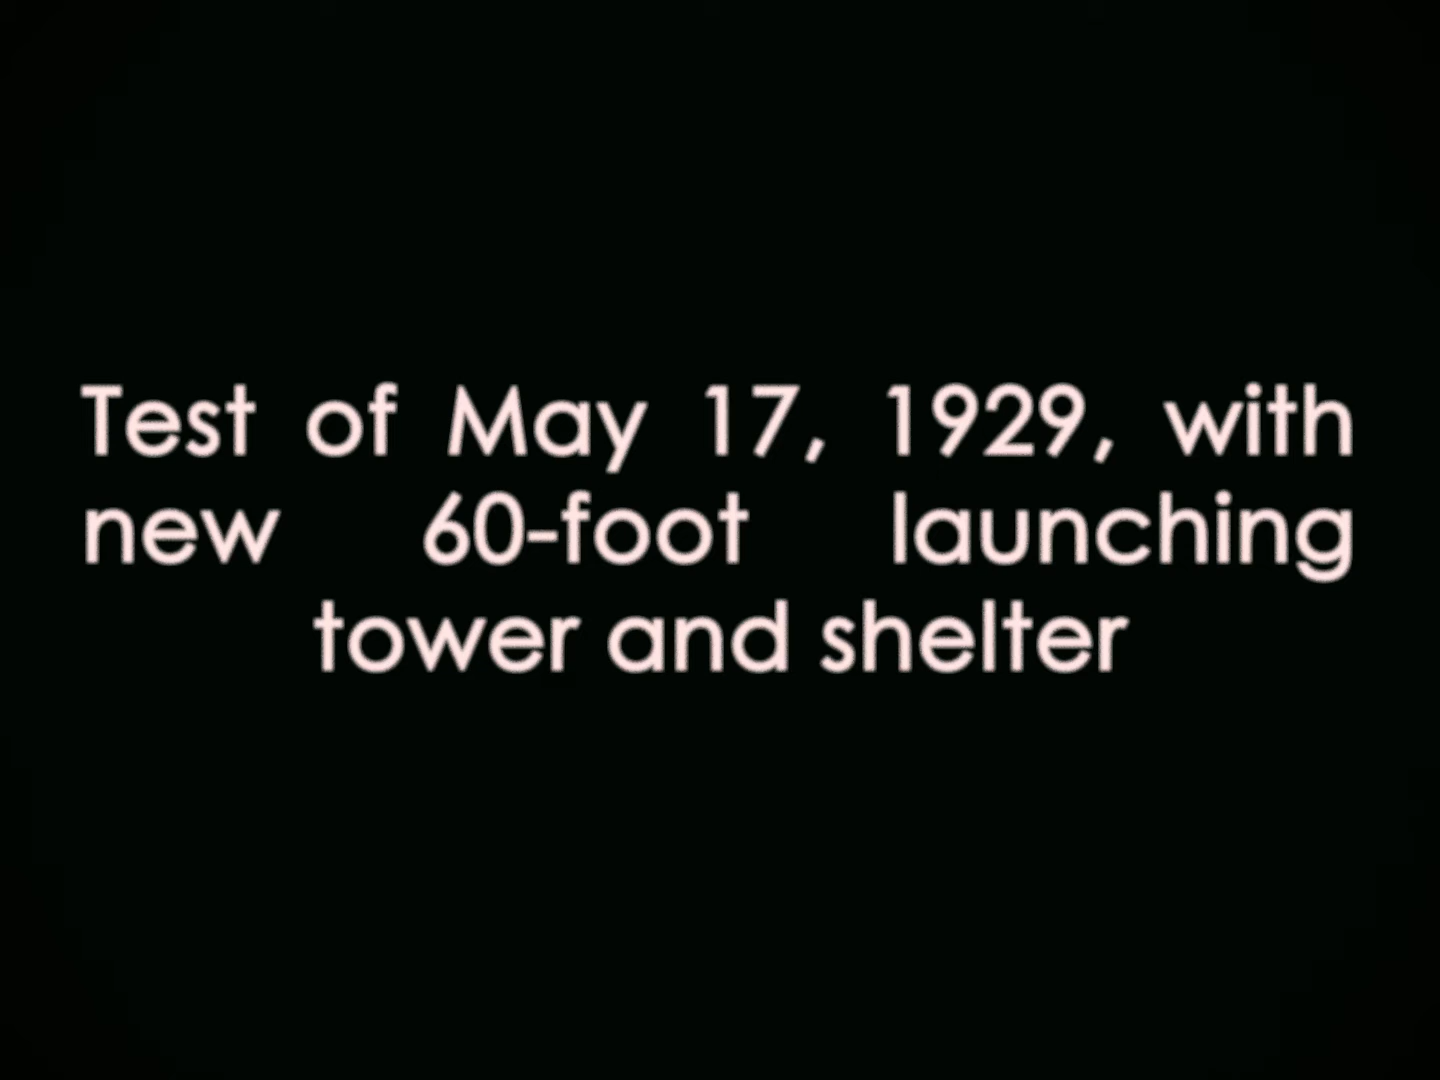 Test of May 17, 1929, with
new 60-foot launching
tower and shelter